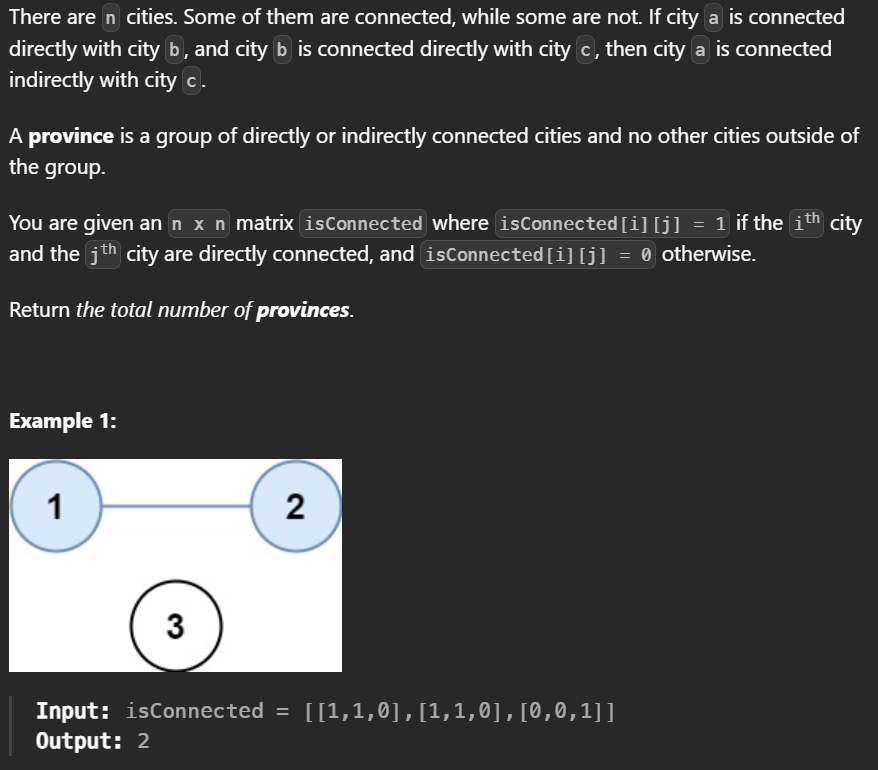 There are n cities. Some of them are connected, while some are not. If city a is connected
directly with city b, and city b is connected directly with city c, then city a is connected
indirectly with city c.
A province is a group of directly or indirectly connected cities and no other cities outside of
the group.
You are given an n x n matrix isConnected where isConnected[i][j] = 1 if the ith city
and the jth city are directly connected, and isConnected[i][j] = 0 otherwise.
Return the total number of provinces.
Example 1:
1 2
3
Input: isConnected = [[1,1,0],[1,1,0],[0,0,1]]
Output: 2